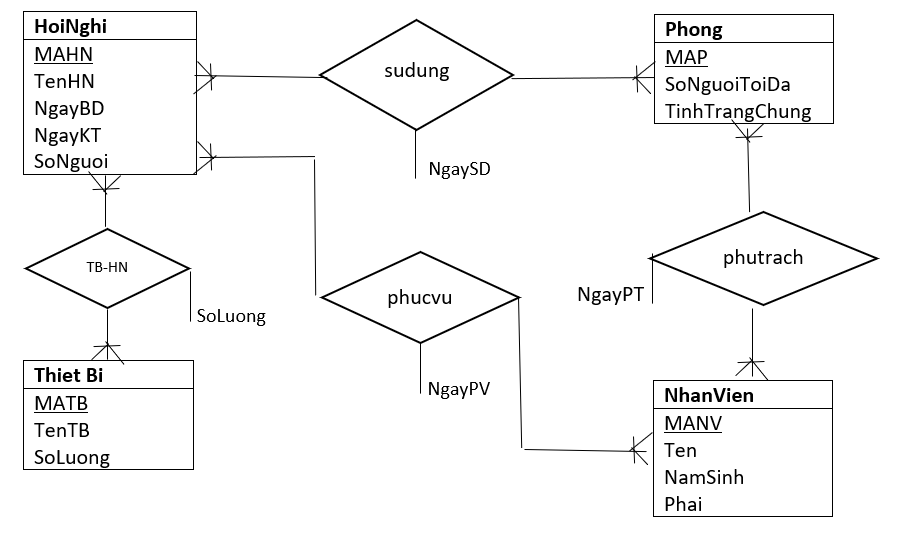 HoiNghi
MAHN
TenHN
NgayBD
NgayKT
SoNguoi
sudung
NgaySD
Phong
MAP
SoNguoiToiDa
TinhTrangChung
TB-HN
SoLuong
phucvu
NgayPV
phutrach
NgayPT
Thiet Bi
MATB
TenTB
SoLuong
NhanVien
MANV
Ten
NamSinh
Phai